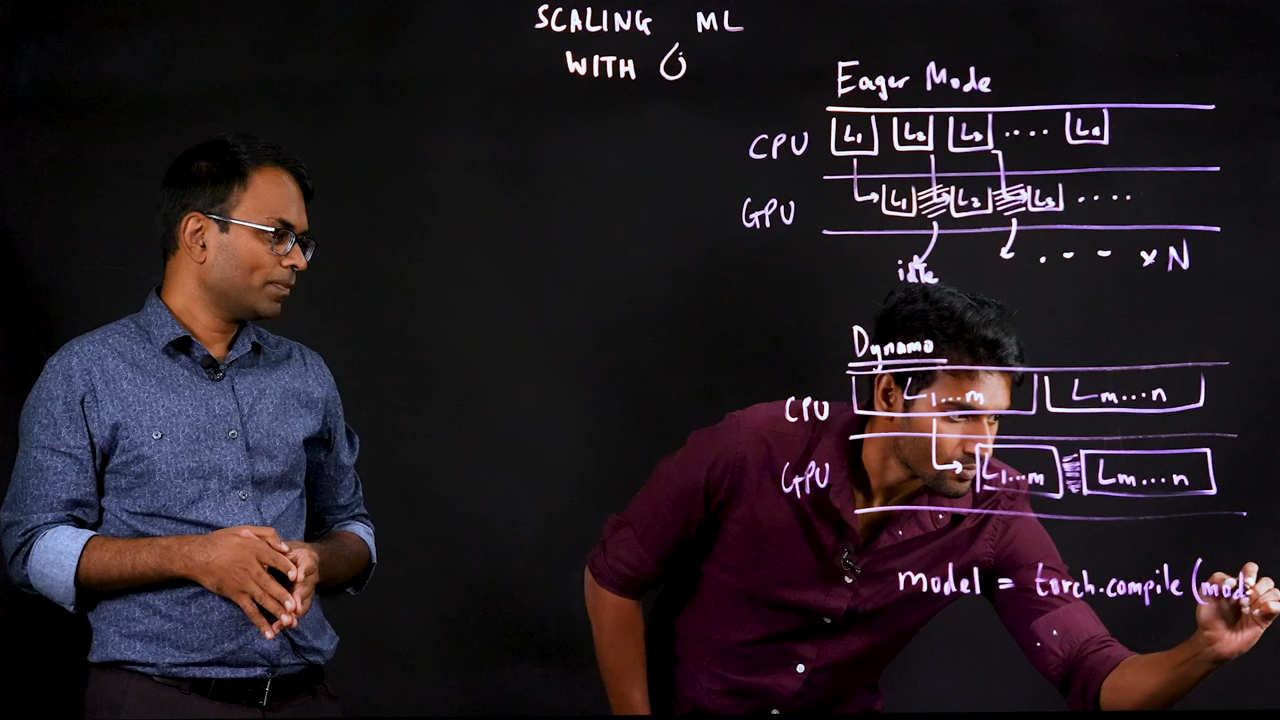 SCALING ML
WITH
Eager Mode
CPU L1 L2 L3 .... Ln
GPU L1 L2 L3 ....
idle . - - x N
Dynamo
CPU L1...m Lm...n
GPU L1...m Lm...n
model = torch.compile (mod